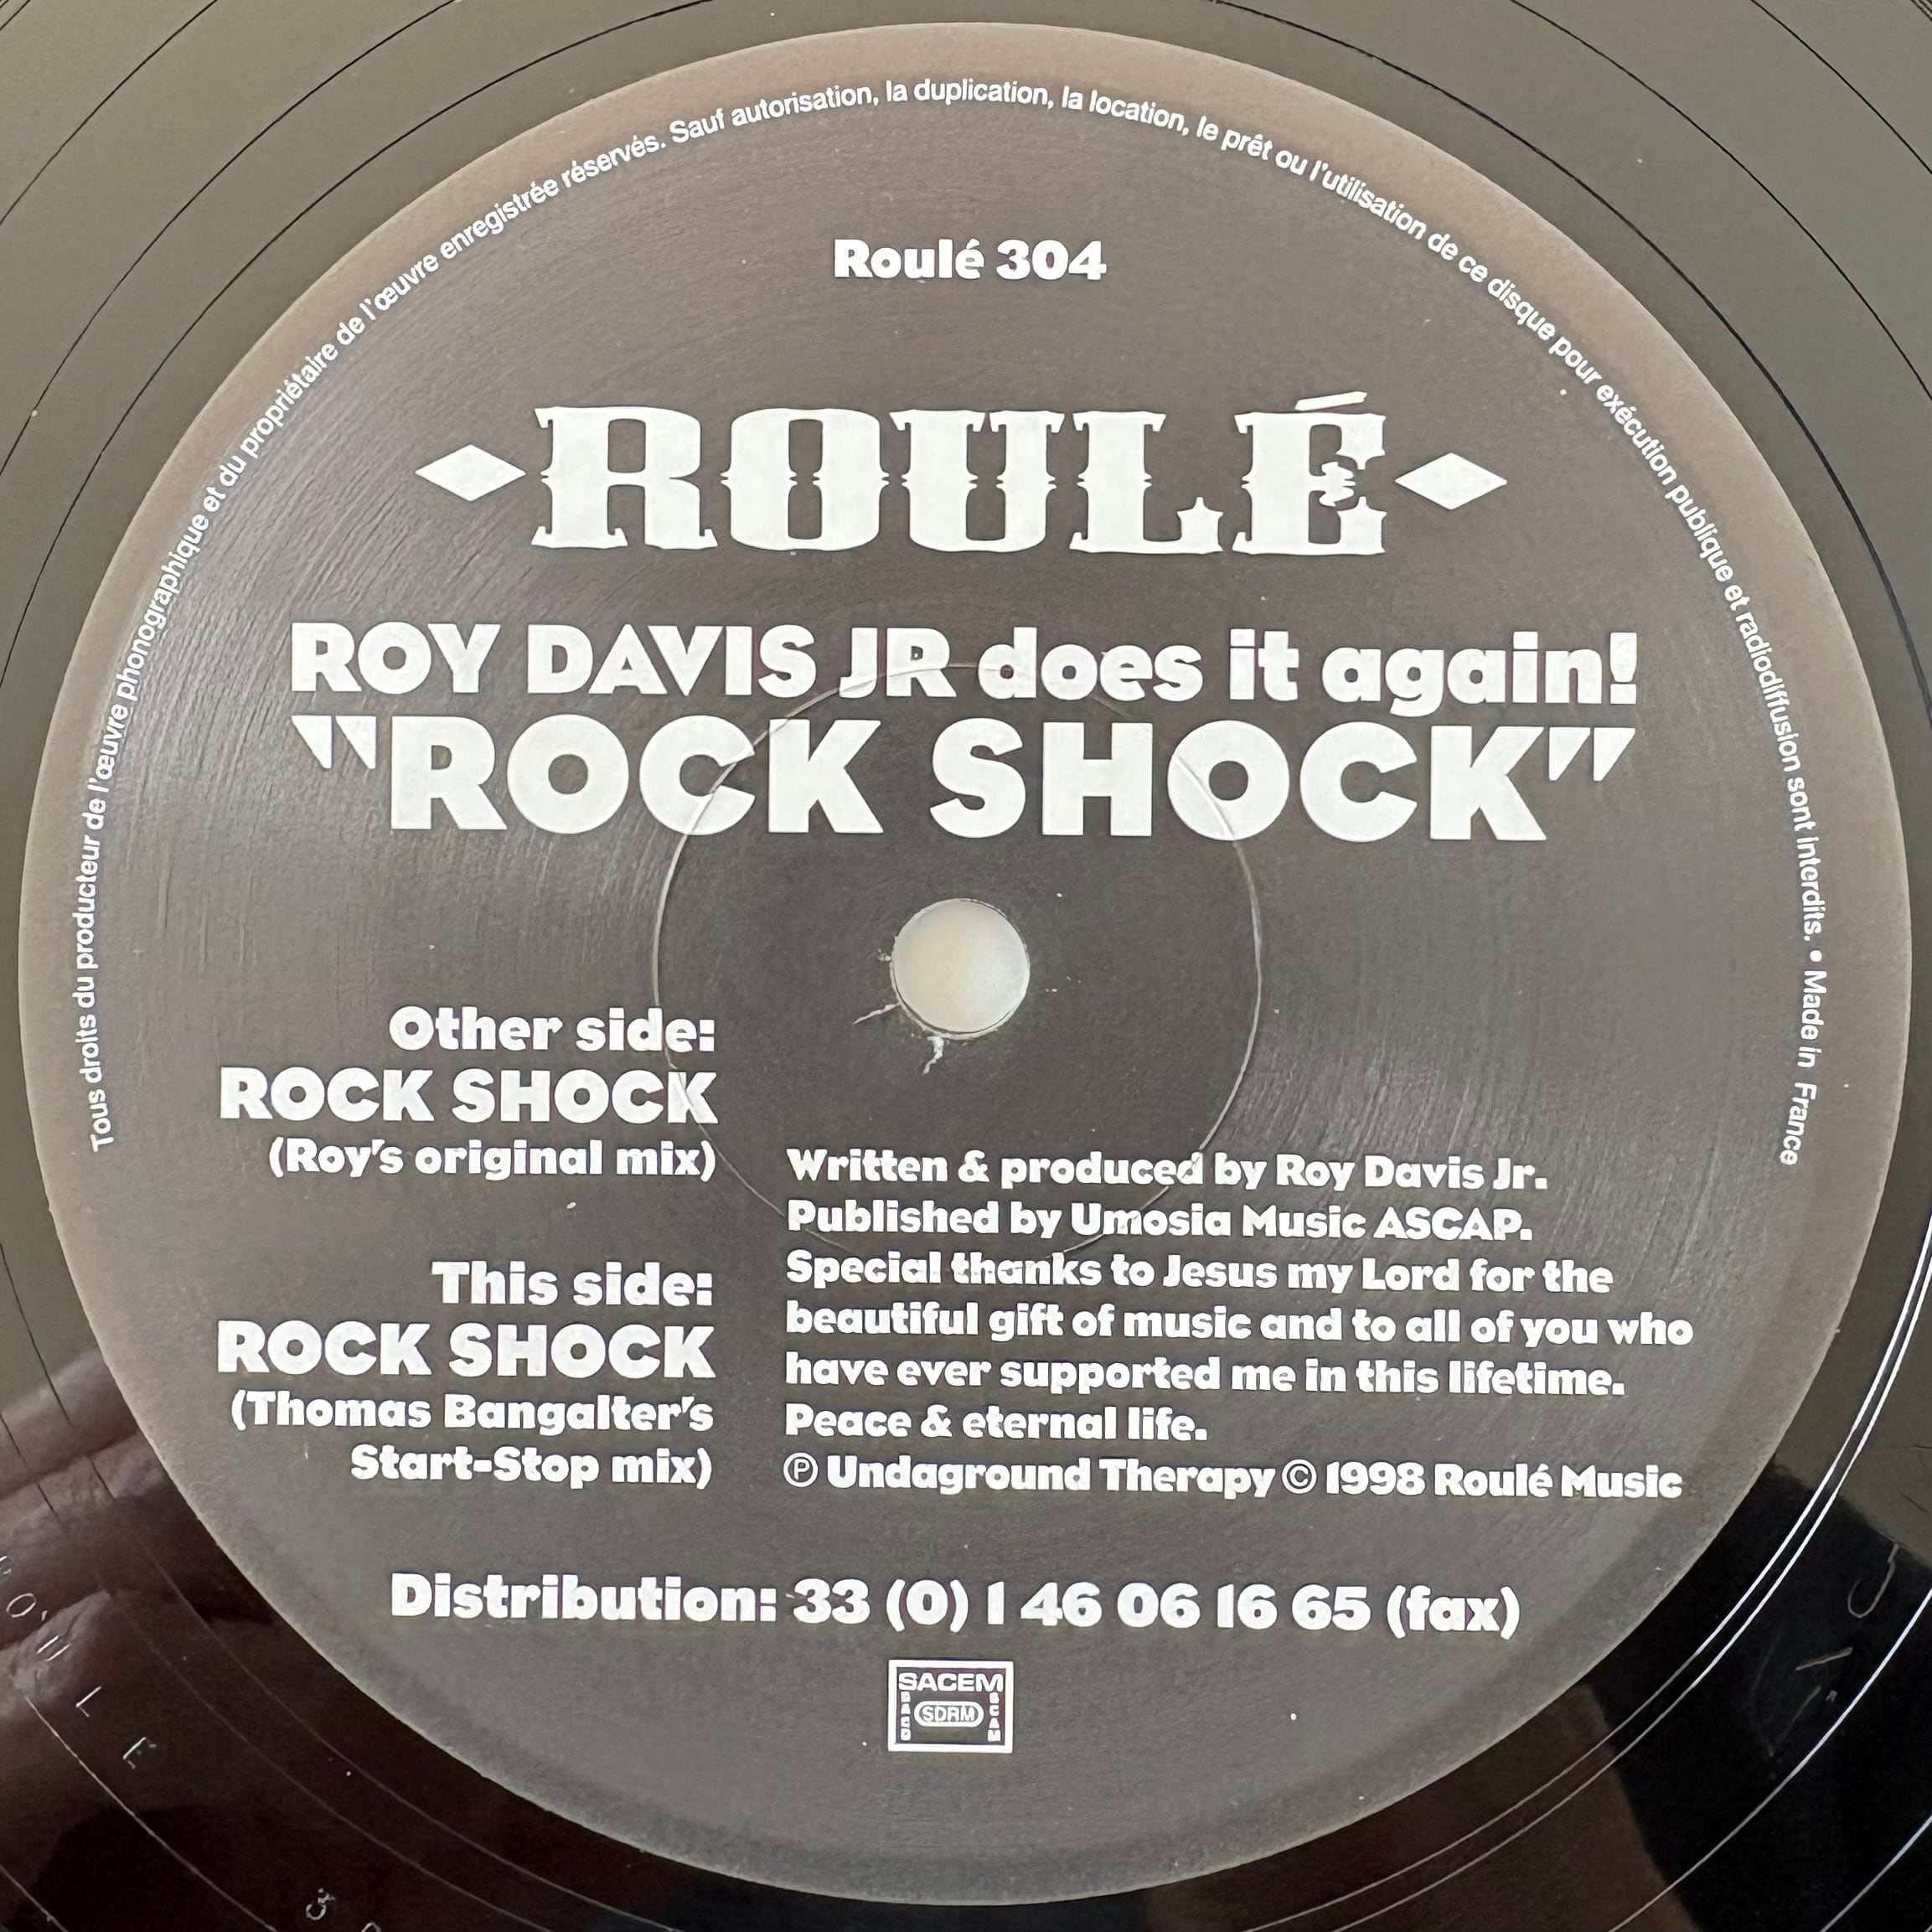 Tous droits du producteur de l'œuvre phonographique et du propriétaire de l'œuvre enregistrée réservés. Sauf autorisation, la duplication, la location, le prêt ou l'utilisation de ce disque pour exécution publique et radiodiffusion sont interdits. • Made in France
Roulé 304
ROULÉ
ROY DAVIS JR does it again!
"ROCK SHOCK"
Other side:
ROCK SHOCK
(Roy's original mix)
This side:
ROCK SHOCK
(Thomas Bangalter's
Start-Stop mix)
Written & produced by Roy Davis Jr.
Published by Umosia Music ASCAP.
Special thanks to Jesus my Lord for the
beautiful gift of music and to all of you who
have ever supported me in this lifetime.
Peace & eternal life.
Ⓟ Undaground Therapy © 1998 Roulé Music
Distribution: 33 (0) 1 46 06 16 65 (fax)
SACEM
SACD
SDRM
SCAM